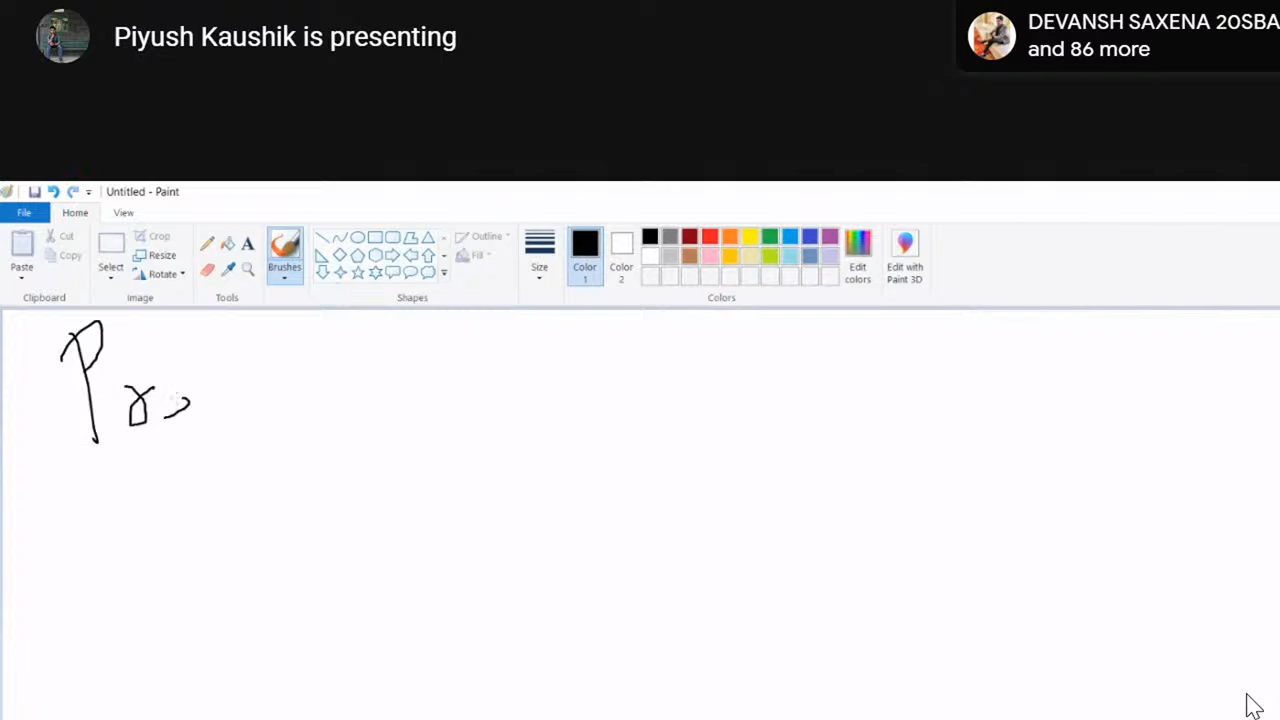 Piyush Kaushik is presenting
DEVANSH SAXENA 20SBA
and 86 more
Untitled - Paint
File Home View
Paste
Cut
Copy
Clipboard
Select
Crop
Resize
Rotate
Image
Tools
Brushes
Outline
Fill
Shapes
Size
Color
1
Color
2
Edit
colors
Edit with
Paint 3D
Colors